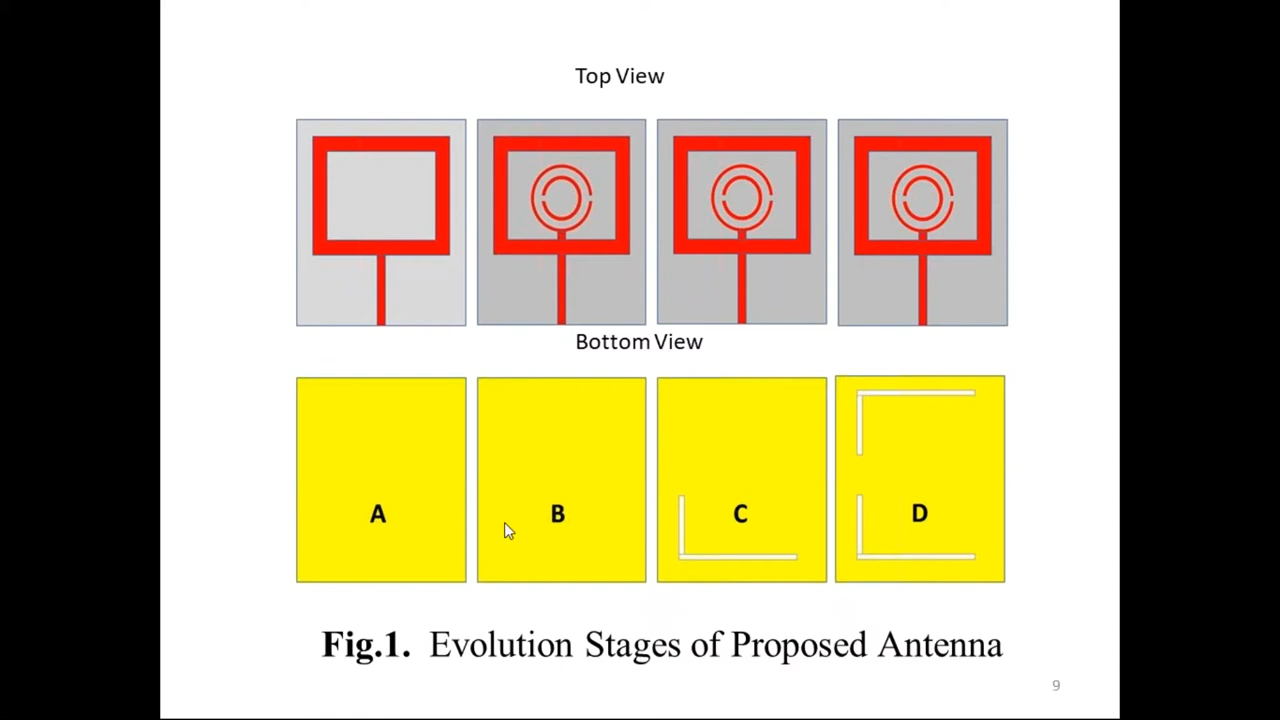 Top View
Bottom View
A
B
C
D
Fig.1. Evolution Stages of Proposed Antenna
9